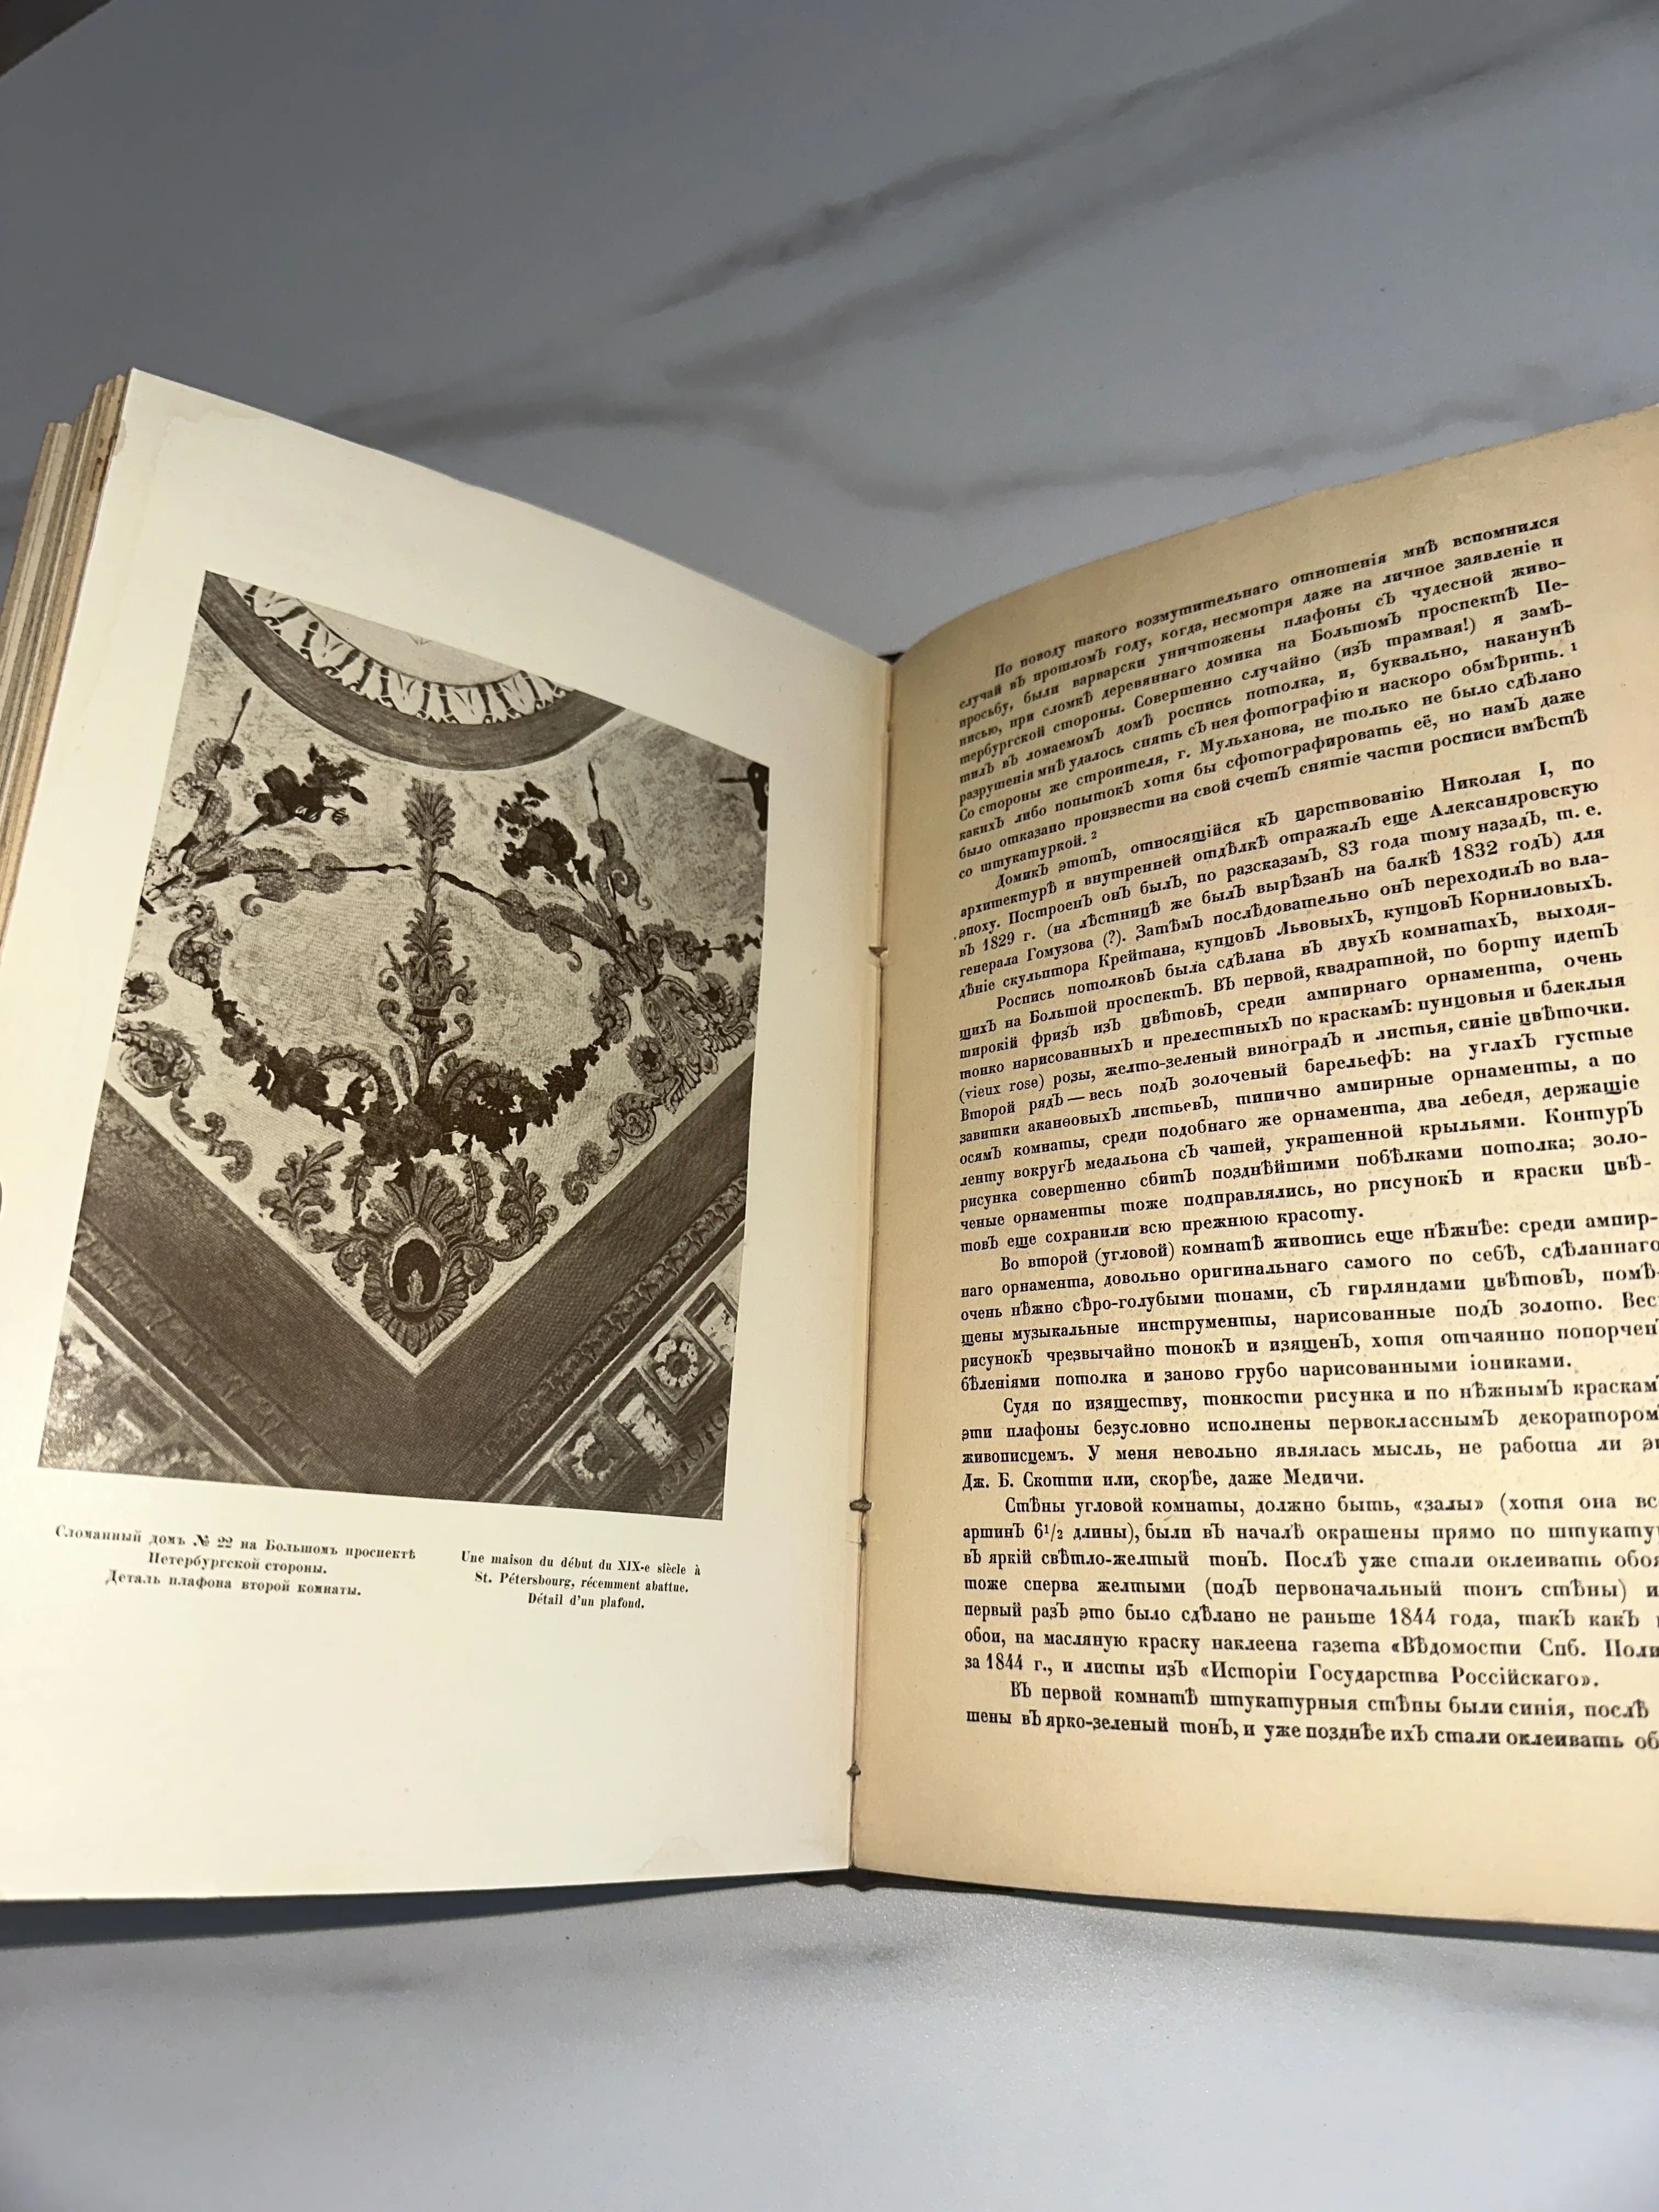 Сломанный домъ № 22 на Большомъ проспектѣ
Петербургской стороны.
Деталь плафона второй комнаты.
Une maison du début du XIX-e siècle à
St. Pétersbourg, récemment abattue.
Détail d'un plafond.
По поводу такого возмутительнаго отношенія мнѣ вспомнился
случай въ прошломъ году, когда, несмотря даже на личное заявленіе и
просьбу, были варварски уничтожены плафоны съ чудесной живо-
писью, при сломкѣ деревяннаго домика на Большомъ проспектѣ Пе-
тербургской стороны. Совершенно случайно (изъ трамвая!) я замѣ-
тилъ въ ломаемомъ домѣ роспись потолка, и, буквально, наканунѣ
разрушенія мнѣ удалось снять съ нея фотографію и наскоро обмѣрить. ¹
Со стороны же строителя, г. Мульханова, не только не было сдѣлано
какихъ либо попытокъ хотя бы сфотографировать её, но намъ даже
было отказано произвести на свой счетъ снятіе части росписи вмѣстѣ
со штукатуркой. ²
Домикъ этотъ, относящійся къ царствованію Николая I, по
архитектурѣ и внутренней отдѣлкѣ отражалъ еще Александровскую
эпоху. Построенъ онъ былъ, по разсказамъ, 83 года тому назадъ, т. е.
въ 1829 г. (на лѣстницѣ же былъ вырѣзанъ на балкѣ 1832 годъ) для
генерала Гомузова (?). Затѣмъ послѣдовательно онъ переходилъ во вла-
дѣніе скульптора Крейтана, купцовъ Львовыхъ, купцовъ Корниловыхъ.
Роспись потолковъ была сдѣлана въ двухъ комнатахъ, выходя-
щихъ на Большой проспектъ. Въ первой, квадратной, по борту идетъ
широкій фризъ изъ цвѣтовъ, среди ампирнаго орнамента, очень
тонко нарисованныхъ и прелестныхъ по краскамъ: пунцовыя и блеклыя
(vieux rose) розы, желто-зеленый виноградъ и листья, синіе цвѣточки.
Второй рядъ — весь подъ золоченый барельефъ: на углахъ густые
завитки аканѳовыхъ листьевъ, типично ампирные орнаменты, а по
осямъ комнаты, среди подобнаго же орнамента, два лебедя, держащіе
ленту вокругъ медальона съ чашей, украшенной крыльями. Контуръ
рисунка совершенно сбитъ позднѣйшими побѣлками потолка; золо-
ченые орнаменты тоже подправлялись, но рисунокъ и краски цвѣ-
товъ еще сохранили всю прежнюю красоту.
Во второй (угловой) комнатѣ живопись еще нѣжнѣе: среди ампир-
наго орнамента, довольно оригинальнаго самого по себѣ, сдѣланнаго
очень нѣжно сѣро-голубыми тонами, съ гирляндами цвѣтовъ, помѣ-
щены музыкальные инструменты, нарисованные подъ золото. Вес
рисунокъ чрезвычайно тонокъ и изященъ, хотя отчаянно попорчен
бѣленіями потолка и заново грубо нарисованными іониками.
Судя по изяществу, тонкости рисунка и по нѣжнымъ краскам
эти плафоны безусловно исполнены первокласснымъ декоратором
живописцемъ. У меня невольно являлась мысль, не работа ли э
Дж. Б. Скотти или, скорѣе, даже Медичи.
Стѣны угловой комнаты, должно быть, «залы» (хотя она вс
аршинъ 6¹/₂ длины), были въ началѣ окрашены прямо по штукату
въ яркій свѣтло-желтый тонъ. Послѣ уже стали оклеивать обо
тоже сперва желтыми (подъ первоначальный тонъ стѣны) и
первый разъ это было сдѣлано не раньше 1844 года, такъ какъ
обои, на масляную краску наклеена газета «Вѣдомости Спб. Поли
за 1844 г., и листы изъ «Исторіи Государства Россійскаго».
Въ первой комнатѣ штукатурныя стѣны были синія, послѣ
шены въ ярко-зеленый тонъ, и уже позднѣе ихъ стали оклеивать об